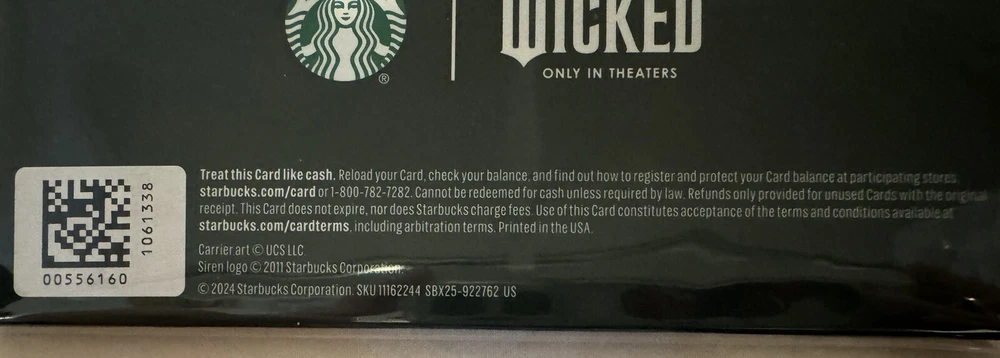 WICKED
ONLY IN THEATERS
®
Treat this Card like cash. Reload your Card, check your balance, and find out how to register and protect your Card balance at participating stores,
starbucks.com/card or 1-800-782-7282. Cannot be redeemed for cash unless required by law. Refunds only provided for unused Cards with the original
receipt. This Card does not expire, nor does Starbucks charge fees. Use of this Card constitutes acceptance of the terms and conditions available at
starbucks.com/cardterms, including arbitration terms. Printed in the USA.
1061338
Carrier art © UCS LLC
Siren logo © 2011 Starbucks Corporation.
00556160
© 2024 Starbucks Corporation. SKU 11162244 SBX25-922762 US